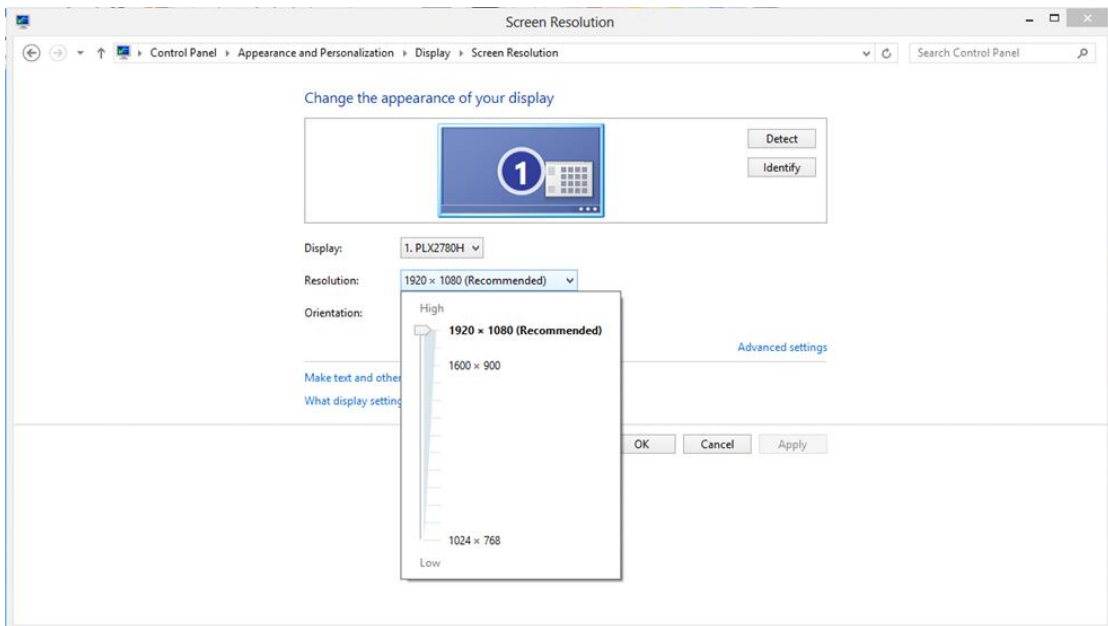 Screen Resolution
Control Panel Appearance and Personalization Display Screen Resolution
Search Control Panel
Change the appearance of your display
1
Detect
Identify
Display: 1. PLX2780H
Resolution: 1920 × 1080 (Recommended)
Orientation:
High
1920 × 1080 (Recommended)
1600 × 900
1024 × 768
Low
Advanced settings
Make text and other
What display setting
OK Cancel Apply